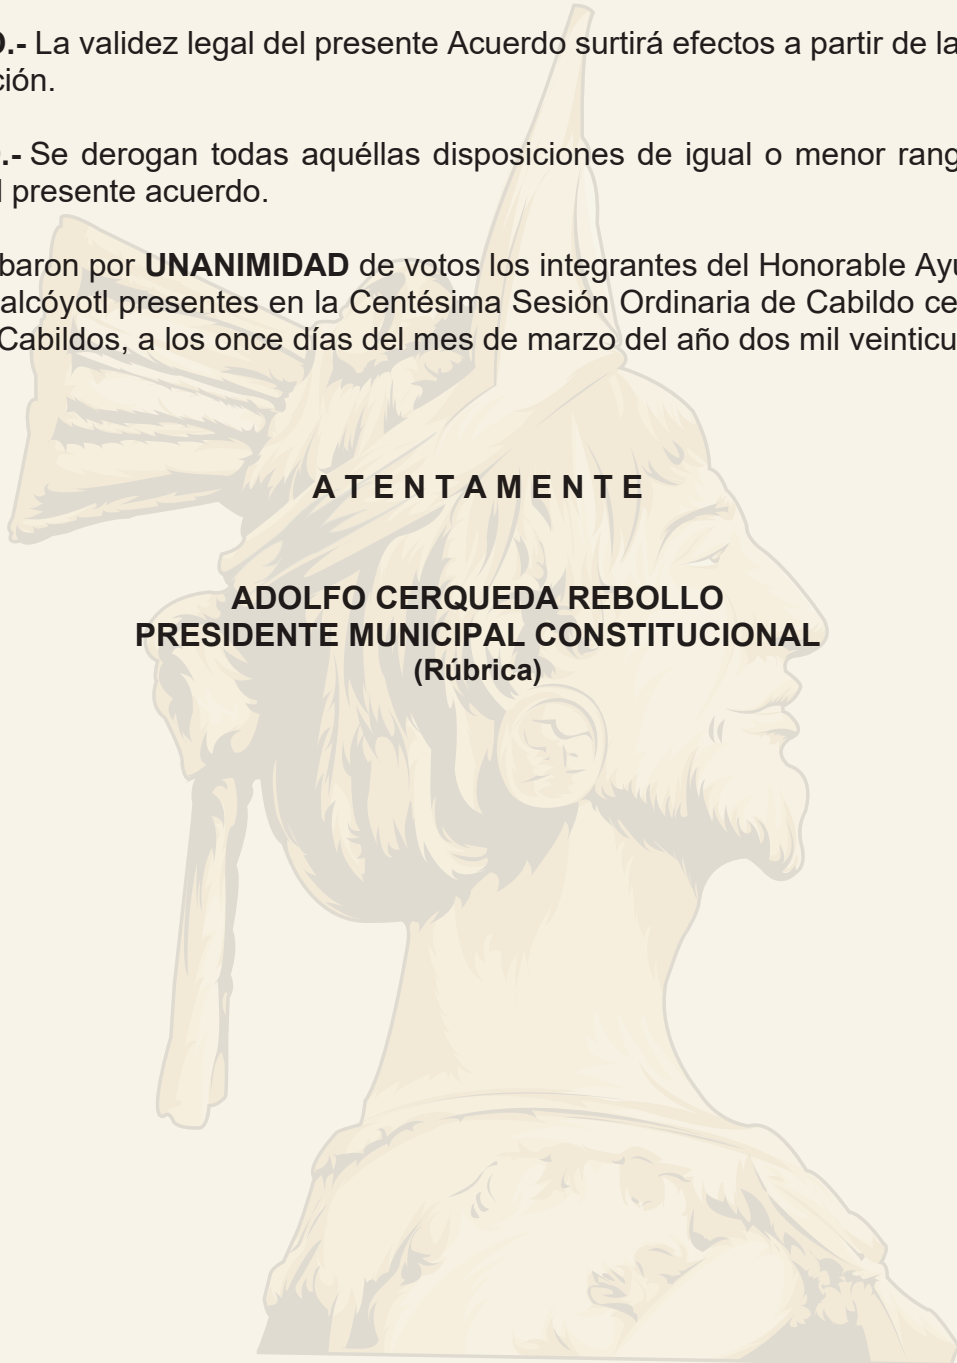 .- La validez legal del presente Acuerdo surtirá efectos a partir de la
ción.
.- Se derogan todas aquéllas disposiciones de igual o menor rang
l presente acuerdo.
baron por UNANIMIDAD de votos los integrantes del Honorable Ayu
alcóyotl presentes en la Centésima Sesión Ordinaria de Cabildo ce
Cabildos, a los once días del mes de marzo del año dos mil veinticu
A T E N T A M E N T E
ADOLFO CERQUEDA REBOLLO
PRESIDENTE MUNICIPAL CONSTITUCIONAL
(Rúbrica)